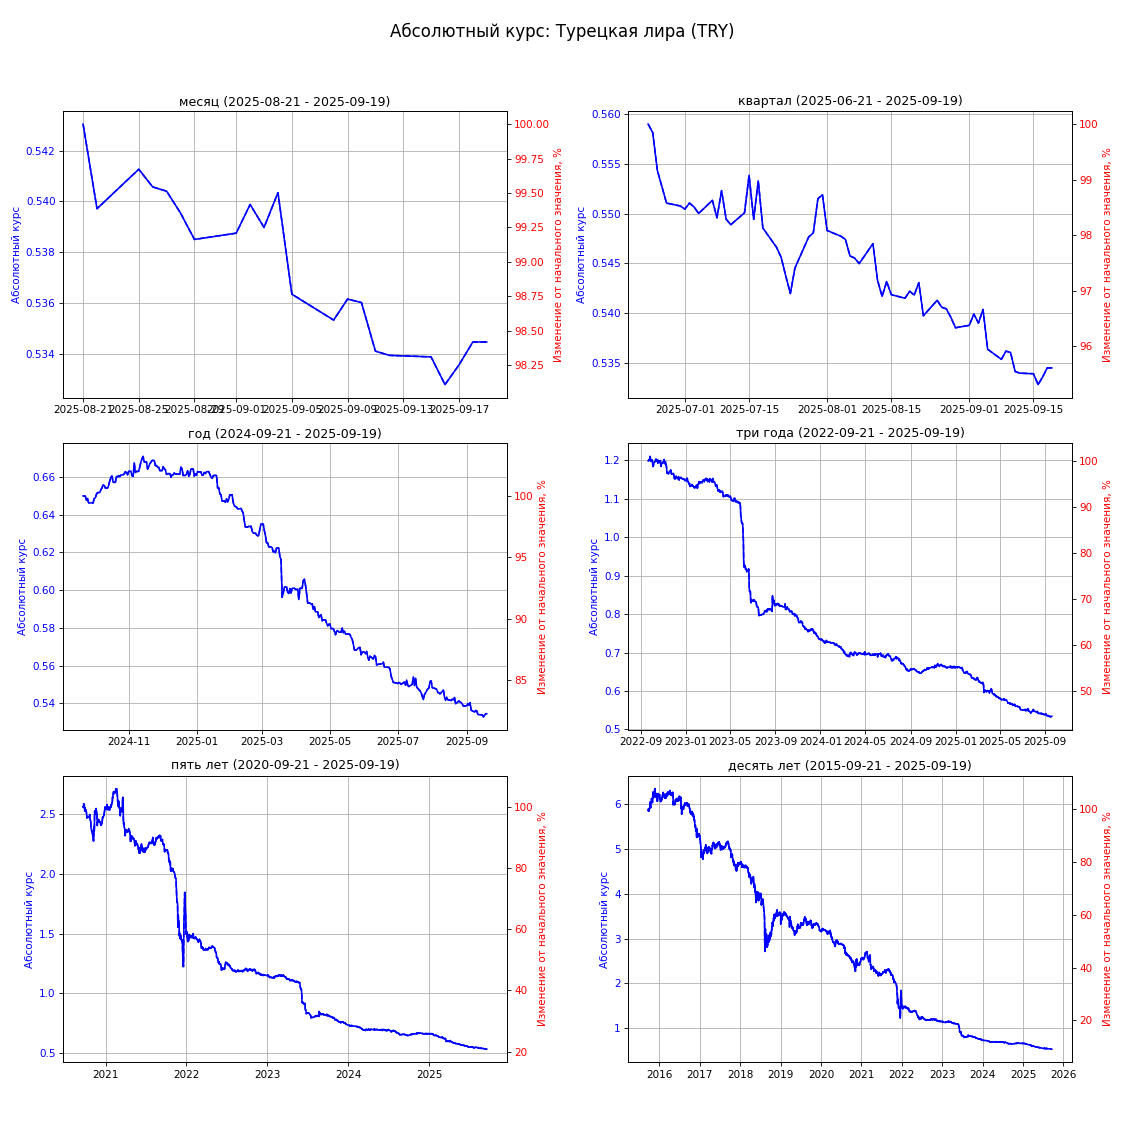 Абсолютный курс: Турецкая лира (TRY)
месяц (2025-08-21 - 2025-09-19)
Абсолютный курс
0.542
0.540
0.538
0.536
0.534
100.00
99.75
99.50
99.25
99.00
98.75
98.50
98.25
Изменение от начального значения, %
2025-08-21 2025-08-25 2025-08-29 2025-09-01 2025-09-05 2025-09-09 2025-09-13 2025-09-17
квартал (2025-06-21 - 2025-09-19)
Абсолютный курс
0.560
0.555
0.550
0.545
0.540
0.535
100
99
98
97
96
Изменение от начального значения, %
2025-07-01 2025-07-15 2025-08-01 2025-08-15 2025-09-01 2025-09-15
год (2024-09-21 - 2025-09-19)
Абсолютный курс
0.66
0.64
0.62
0.60
0.58
0.56
0.54
100
95
90
85
Изменение от начального значения, %
2024-11 2025-01 2025-03 2025-05 2025-07 2025-09
три года (2022-09-21 - 2025-09-19)
Абсолютный курс
1.2
1.1
1.0
0.9
0.8
0.7
0.6
0.5
100
90
80
70
60
50
Изменение от начального значения, %
2022-09 2023-01 2023-05 2023-09 2024-01 2024-05 2024-09 2025-01 2025-05 2025-09
пять лет (2020-09-21 - 2025-09-19)
Абсолютный курс
2.5
2.0
1.5
1.0
0.5
100
80
60
40
20
Изменение от начального значения, %
2021 2022 2023 2024 2025
десять лет (2015-09-21 - 2025-09-19)
Абсолютный курс
6
5
4
3
2
1
100
80
60
40
20
Изменение от начального значения, %
2016 2017 2018 2019 2020 2021 2022 2023 2024 2025 2026